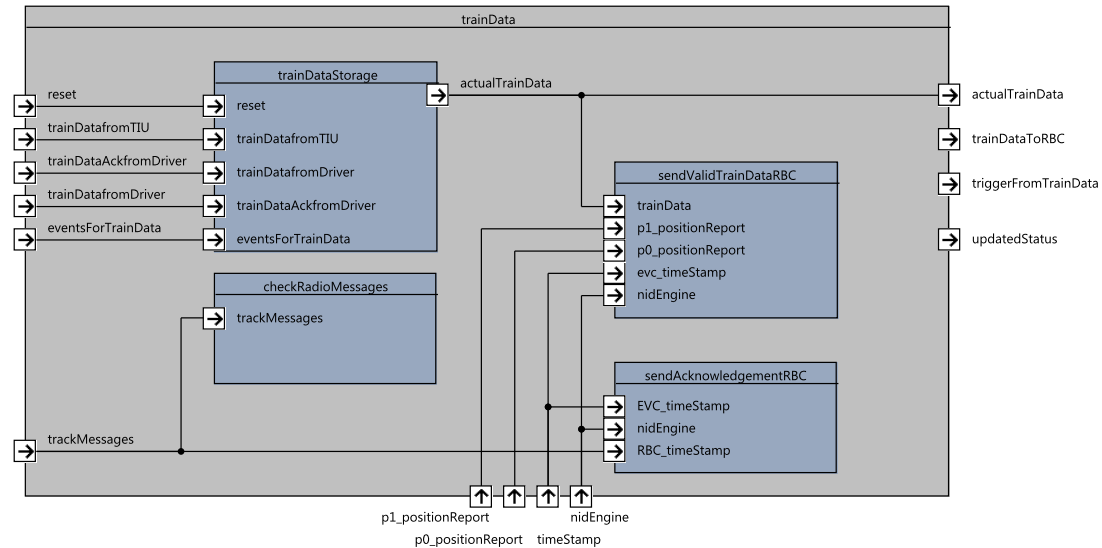 trainData
trainDataStorage
actualTrainData
reset
reset
actualTrainData
trainDatafromTIU
trainDatafromTIU
trainDataToRBC
trainDataAckfromDriver
trainDatafromDriver
sendValidTrainDataRBC
triggerFromTrainData
trainDatafromDriver
trainDataAckfromDriver
trainData
p1_positionReport
eventsForTrainData
eventsForTrainData
p0_positionReport
updatedStatus
evc_timeStamp
checkRadioMessages
nidEngine
trackMessages
sendAcknowledgementRBC
EVC_timeStamp
nidEngine
trackMessages
RBC_timeStamp
p1_positionReport
nidEngine
p0_positionReport
timeStamp